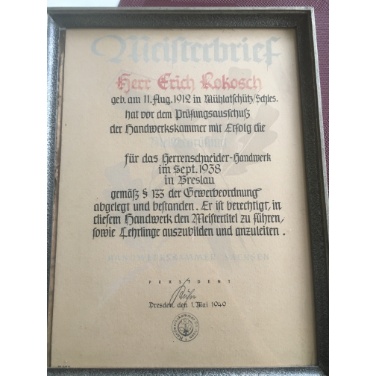 Meisterbrief
Herr Erich Rokosch
geb. am 11. Aug. 1912 in Mühlatschütz/Schles.
hat vor dem Prüfungsausschuß
der Handwerkskammer mit Erfolg die
für das Herrenschneider-Handwerk
im Sept. 1938
in Breslau
gemäß § 133 der Gewerbeordnung
abgelegt und bestanden. Er ist berechtigt, in
diesem Handwerk den Meistertitel zu führen,
sowie Lehrlinge auszubilden und anzuleiten.
HANDWERKSKAMMER DRESDEN
Dresden, den 1. Mai 1940